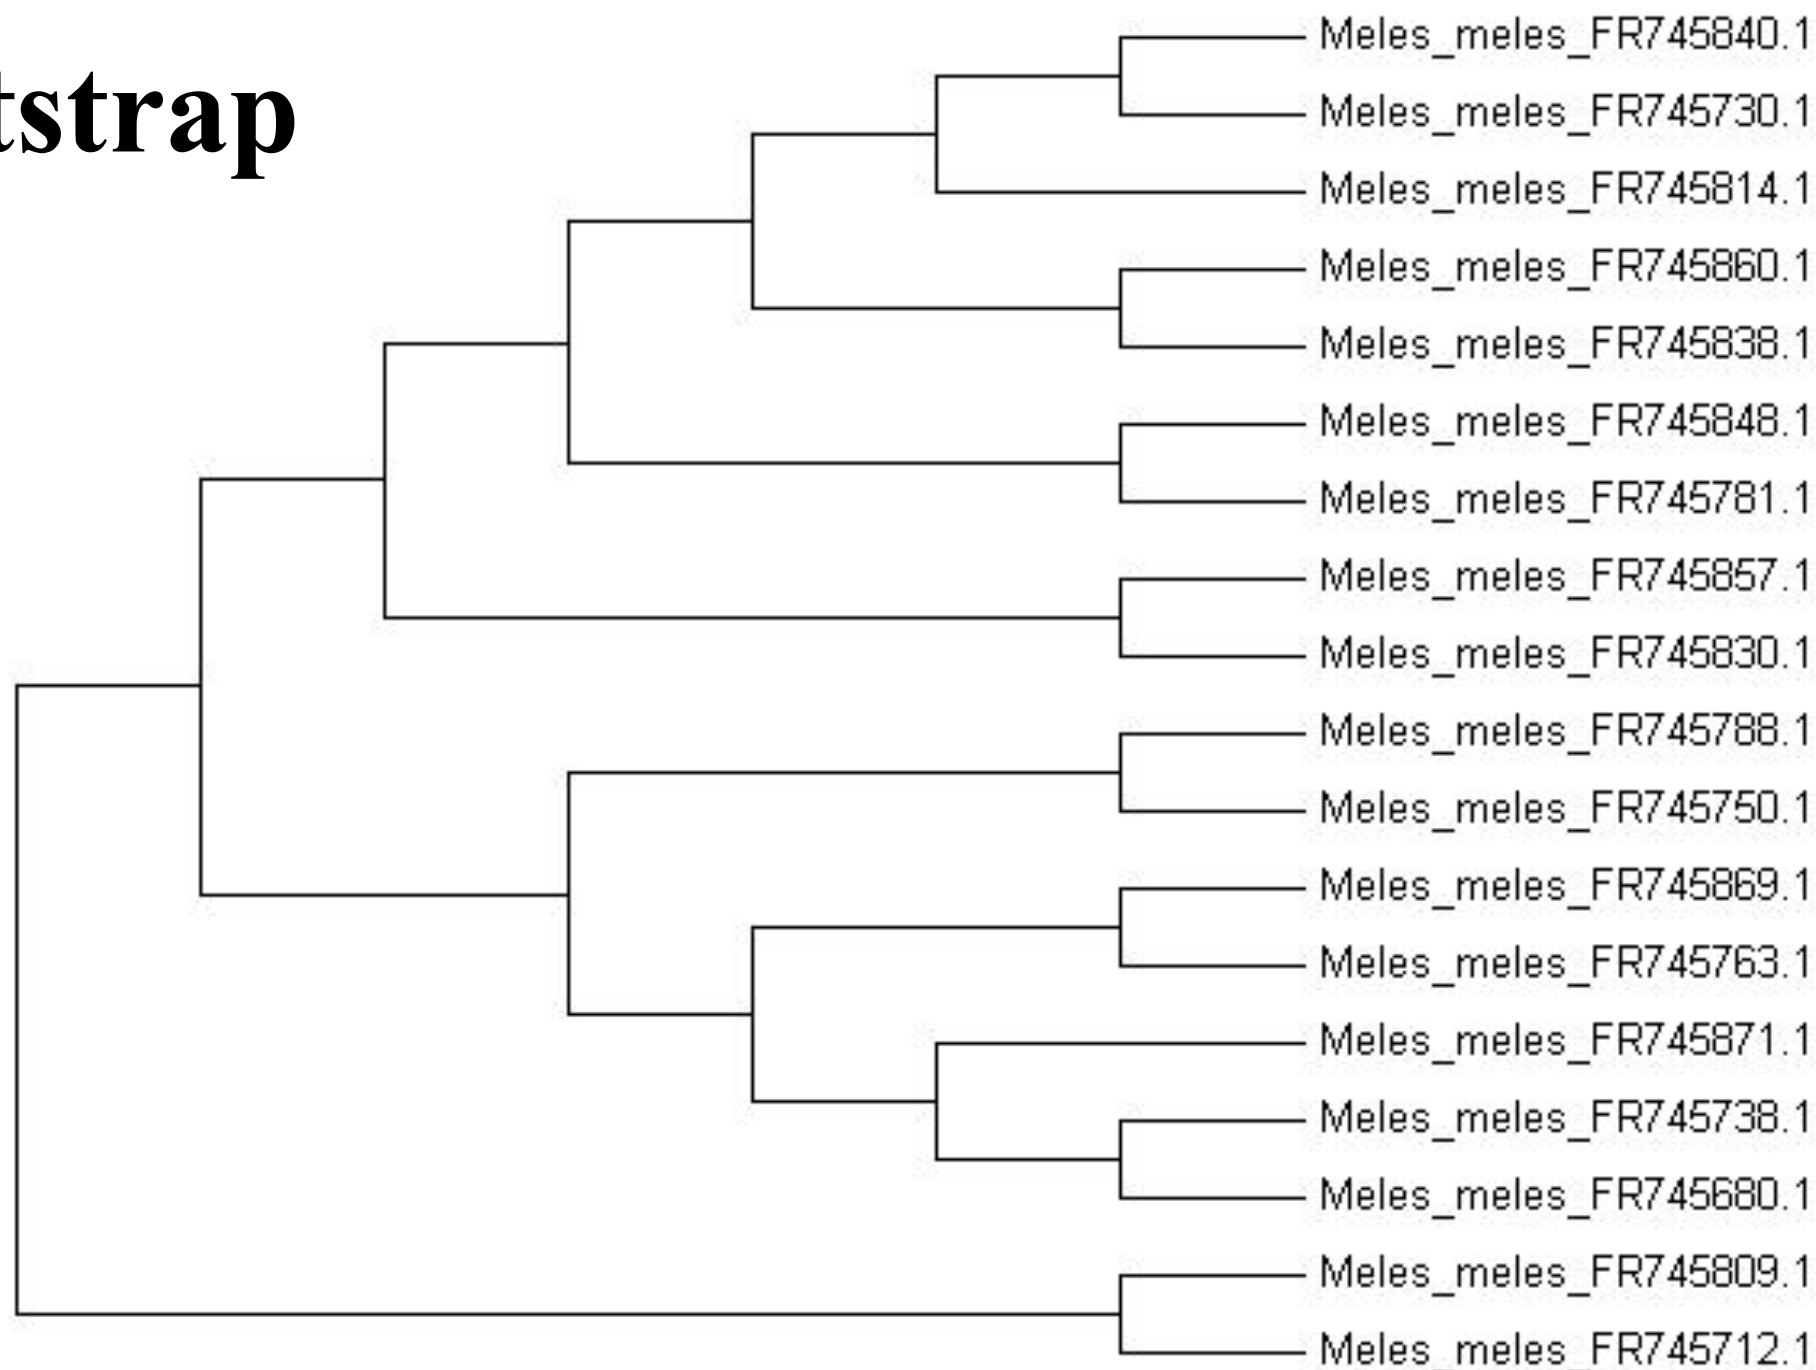 tstrap
Meles_meles_FR745840.1
Meles_meles_FR745730.1
Meles_meles_FR745814.1
Meles_meles_FR745860.1
Meles_meles_FR745838.1
Meles_meles_FR745848.1
Meles_meles_FR745781.1
Meles_meles_FR745857.1
Meles_meles_FR745830.1
Meles_meles_FR745788.1
Meles_meles_FR745750.1
Meles_meles_FR745869.1
Meles_meles_FR745763.1
Meles_meles_FR745871.1
Meles_meles_FR745738.1
Meles_meles_FR745680.1
Meles_meles_FR745809.1
Meles_meles_FR745712.1